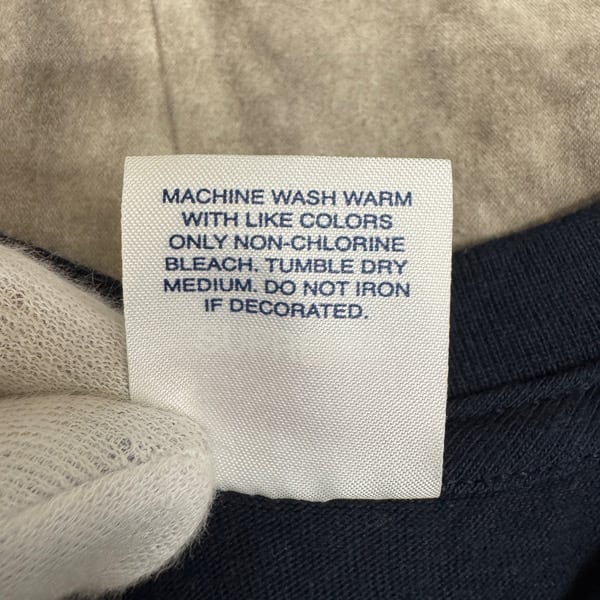 MACHINE WASH WARM
WITH LIKE COLORS
ONLY NON-CHLORINE
BLEACH. TUMBLE DRY
MEDIUM. DO NOT IRON
IF DECORATED.